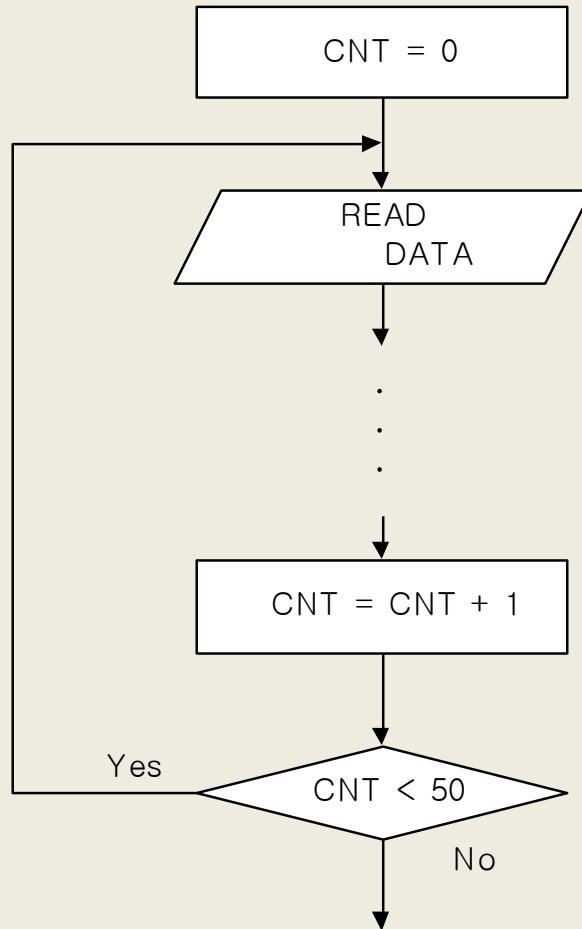 CNT = 0
READ
DATA
.
.
.
CNT = CNT + 1
Yes
CNT < 50
No